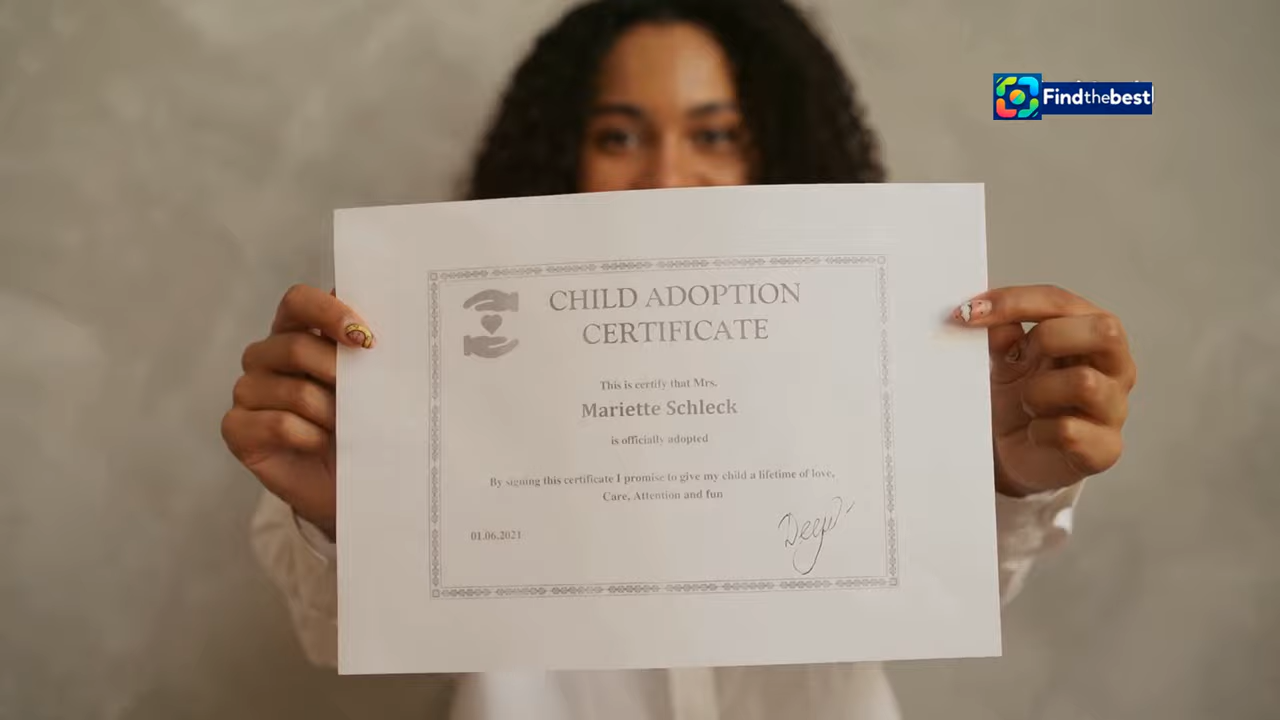 Findthebest
CHILD ADOPTION
CERTIFICATE
This is certify that Mrs.
Mariette Schleck
is officially adopted
By signing this certificate I promise to give my child a lifetime of love,
Care, Attention and fun
01.06.2021